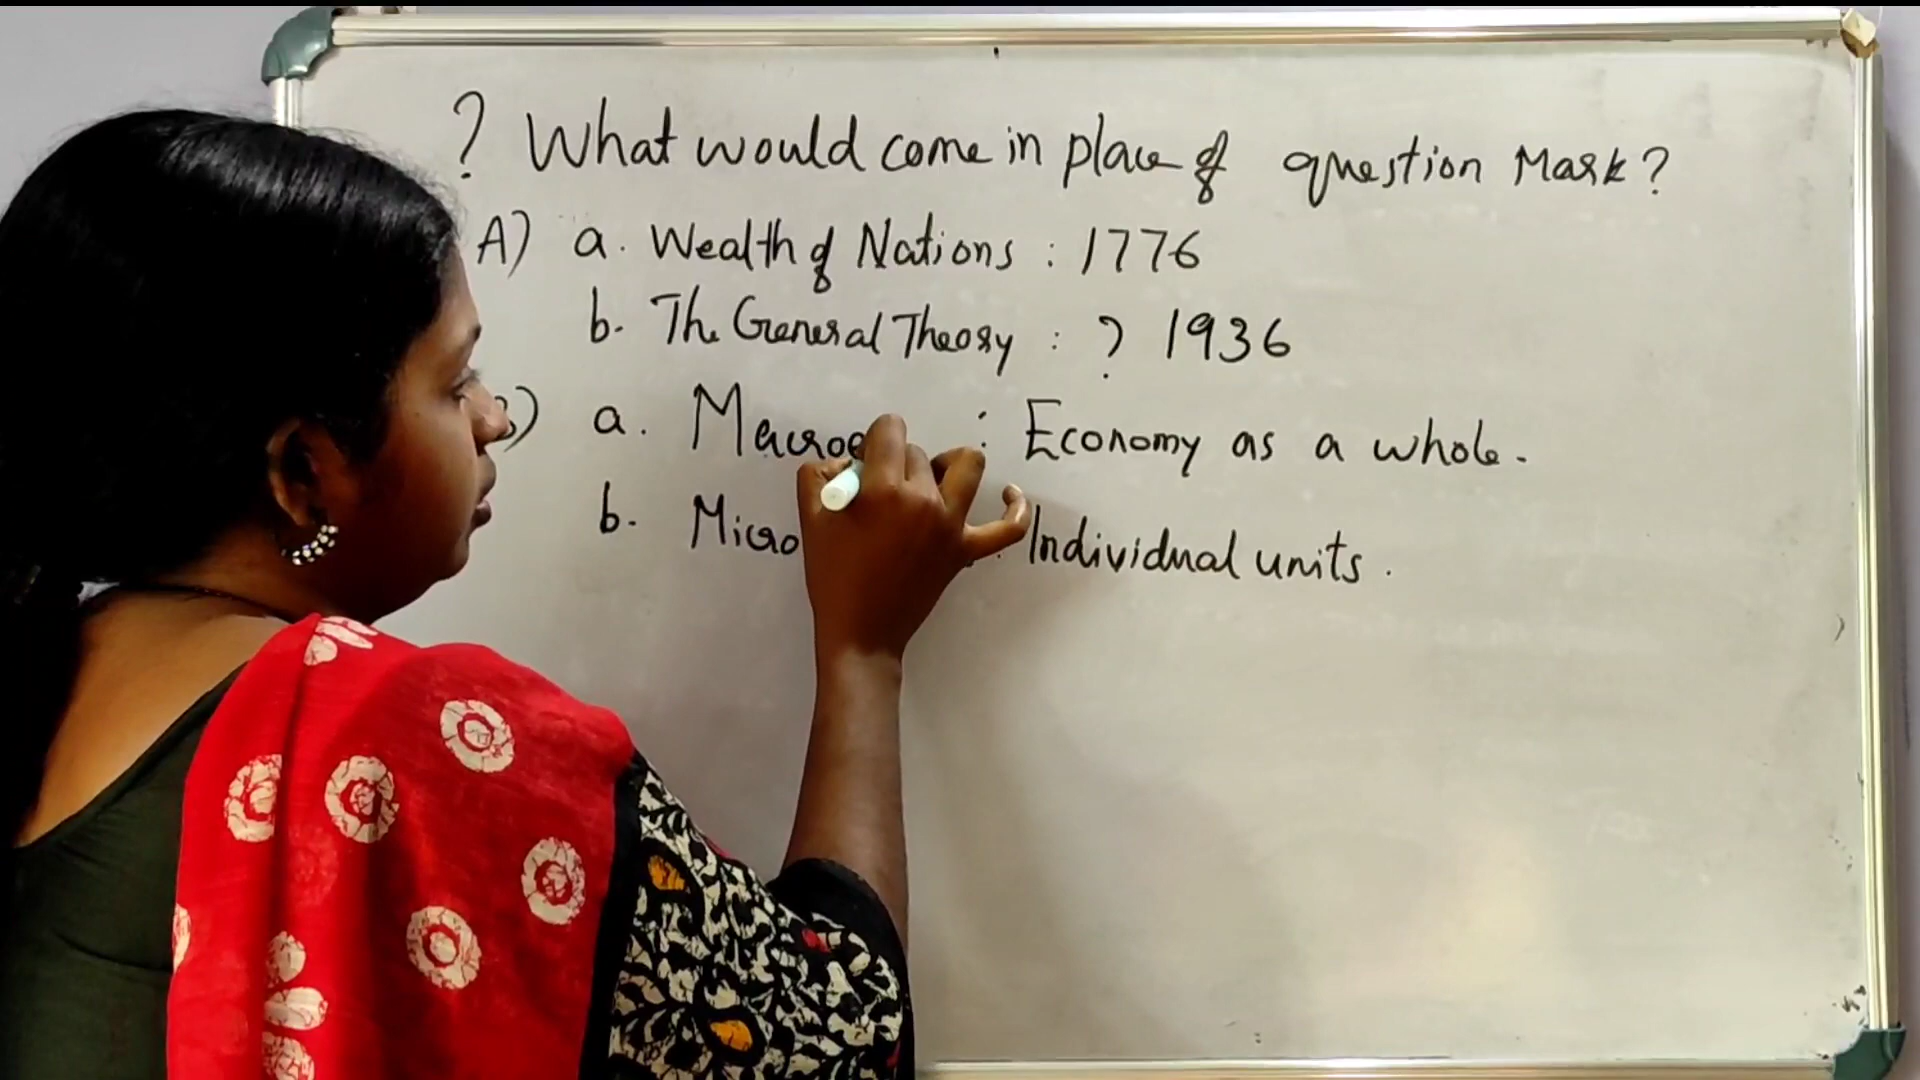 ? What would come in place of question Mark?
A) a. Wealth of Nations : 1776
b. The General Theory : ? 1936
B) a. Macroe : Economy as a whole.
b. Micro : Individual units.